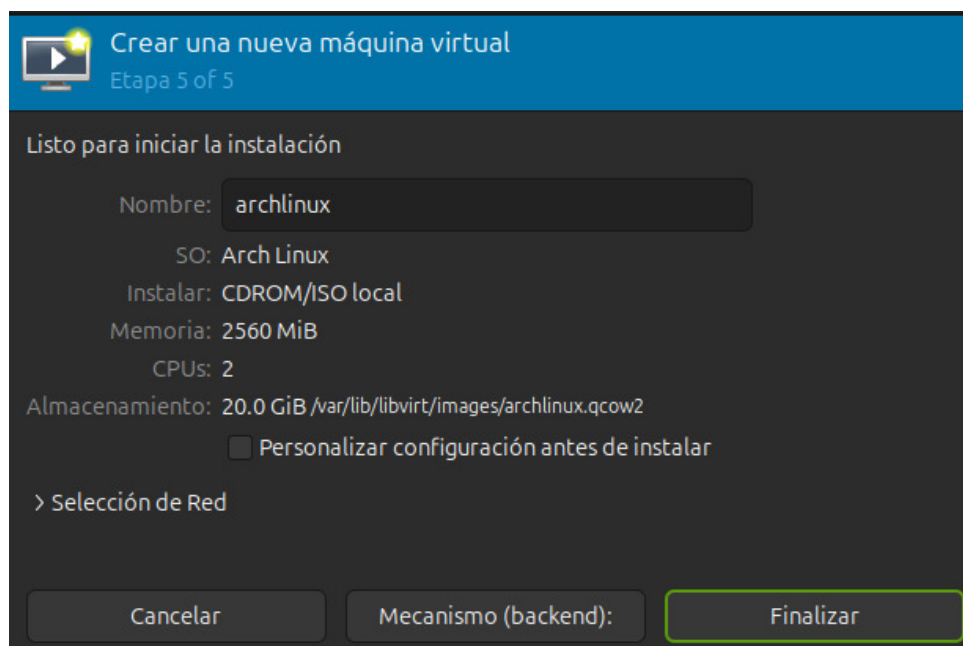 Crear una nueva máquina virtual
Etapa 5 of 5
Listo para iniciar la instalación
Nombre: archlinux
SO: Arch Linux
Instalar: CDROM/ISO local
Memoria: 2560 MiB
CPUs: 2
Almacenamiento: 20.0 GiB /var/lib/libvirt/images/archlinux.qcow2
Personalizar configuración antes de instalar
Selección de Red
Cancelar Mecanismo (backend): Finalizar